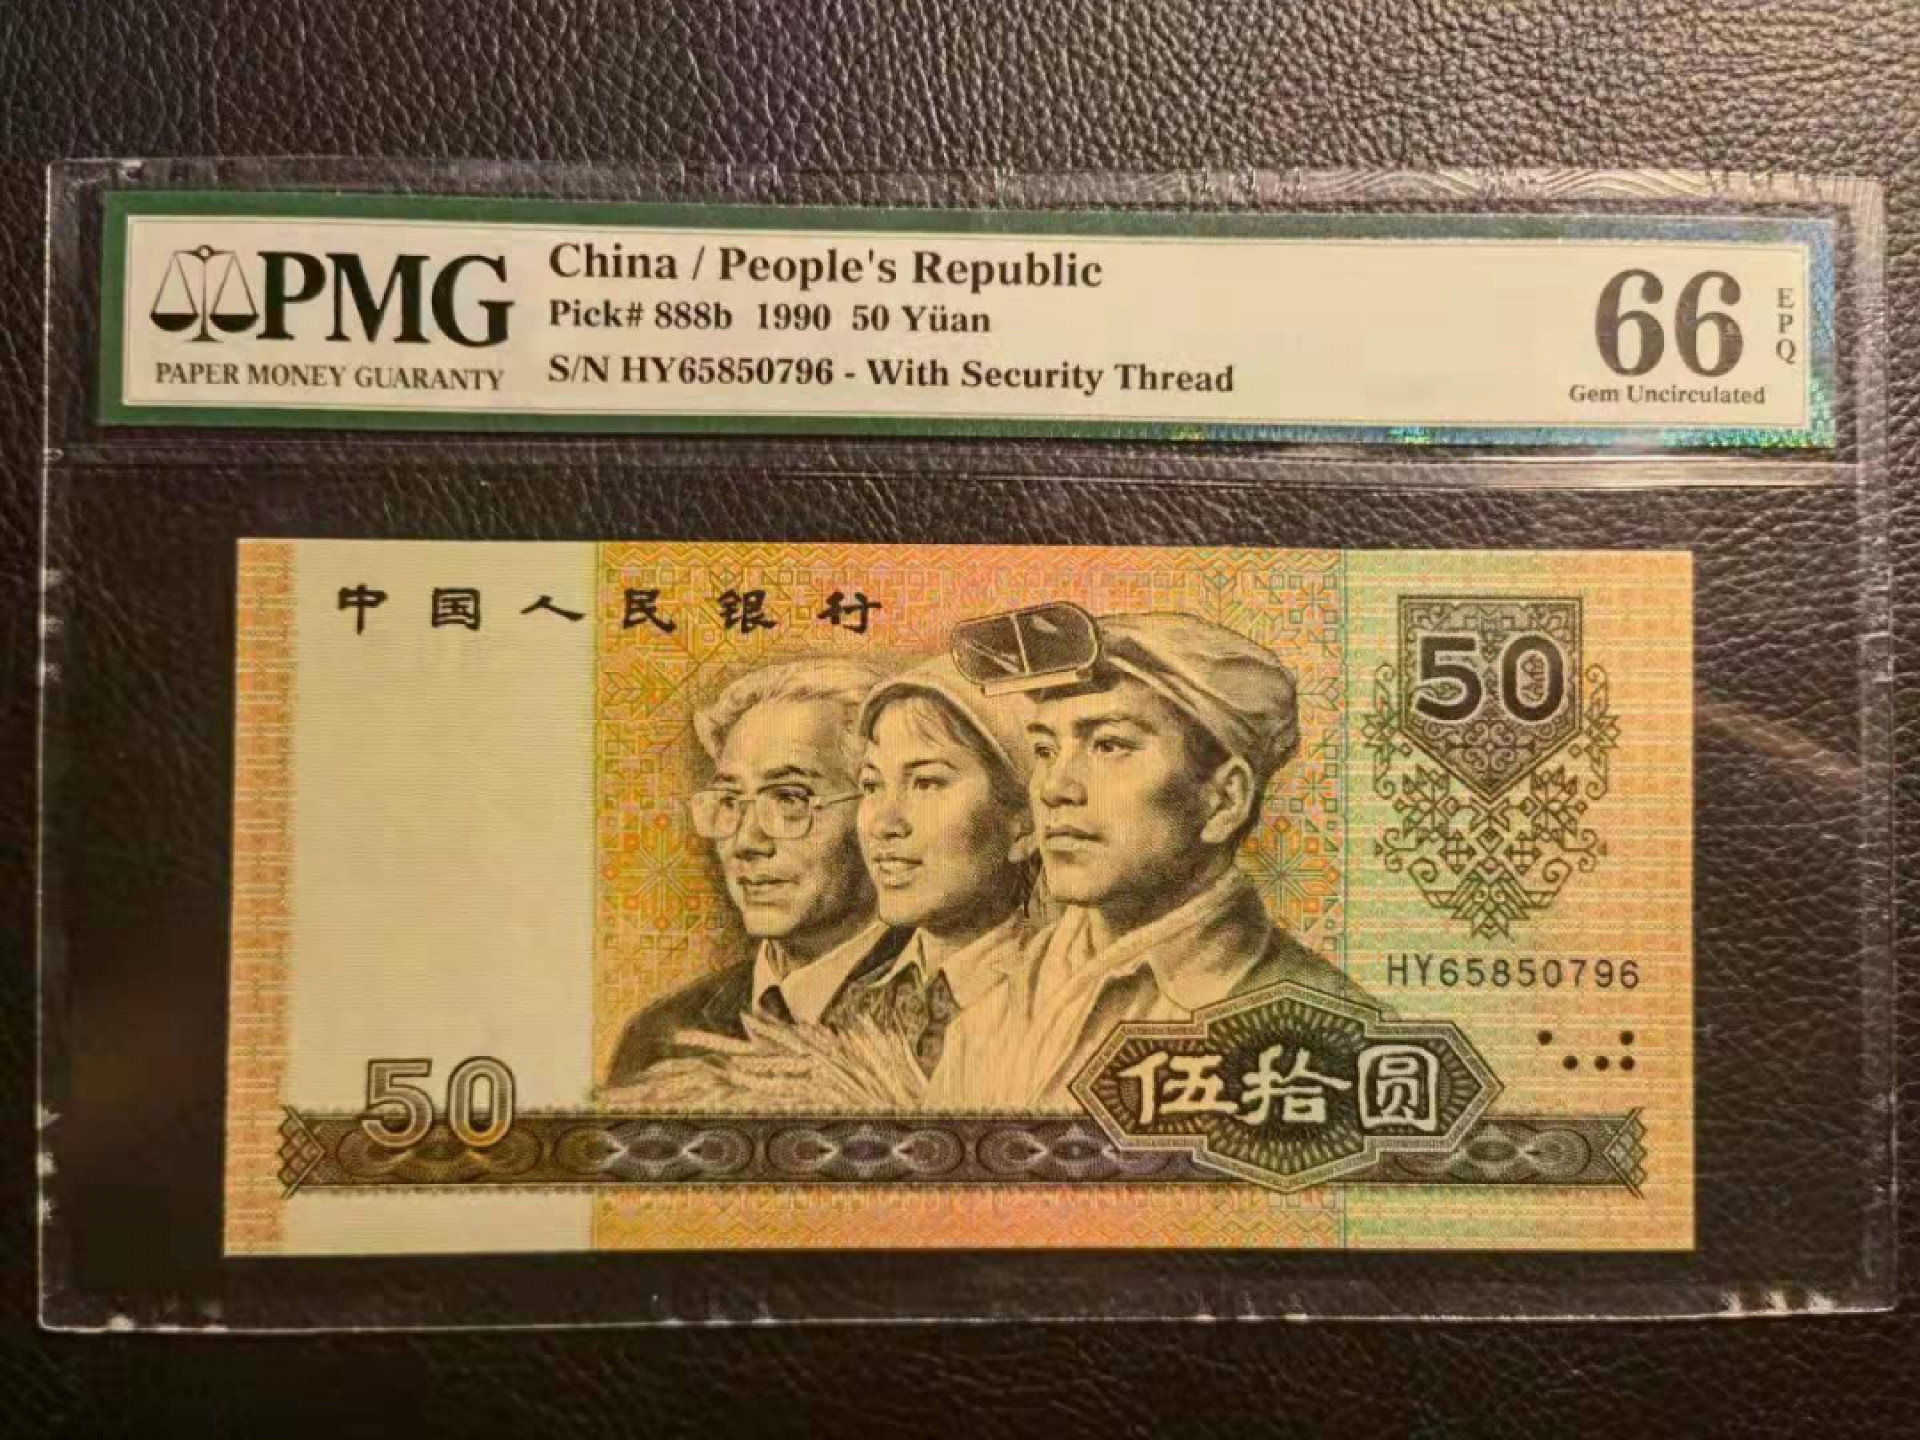 PMG
PAPER MONEY GUARANTY
China / People's Republic
Pick# 888b 1990 50 Yüan
S/N HY65850796 - With Security Thread
66
EPQ
Gem Uncirculated
中国人民银行
50
HY65850796
50
伍拾圆